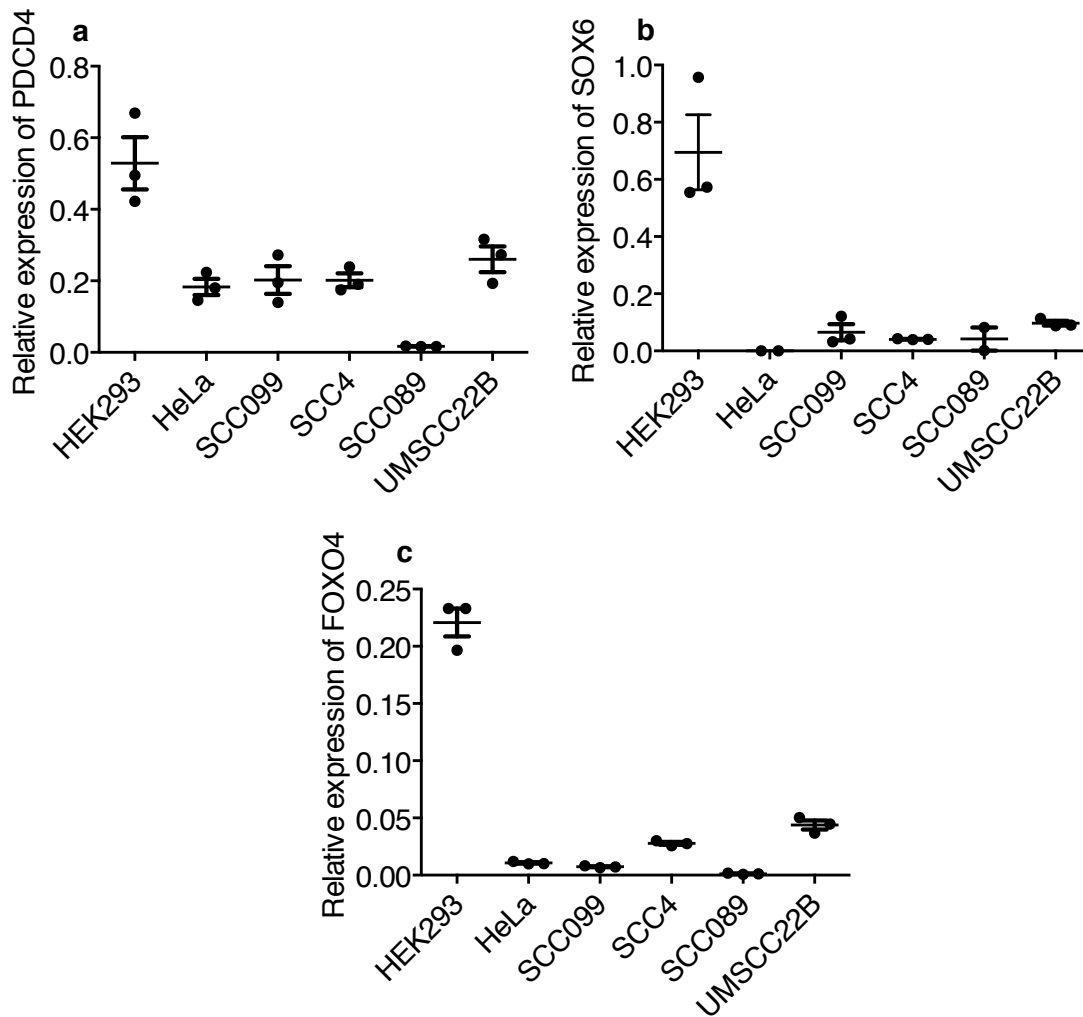 a
Relative expression of PDCD4
0.8
0.6
0.4
0.2
0.0
HEK293
HeLa
SCC099
SCC4
SCC089
UMSCC22B
b
Relative expression of SOX6
1.0
0.8
0.6
0.4
0.2
0.0
HEK293
HeLa
SCC099
SCC4
SCC089
UMSCC22B
c
Relative expression of FOXO4
0.25
0.20
0.15
0.10
0.05
0.00
HEK293
HeLa
SCC099
SCC4
SCC089
UMSCC22B